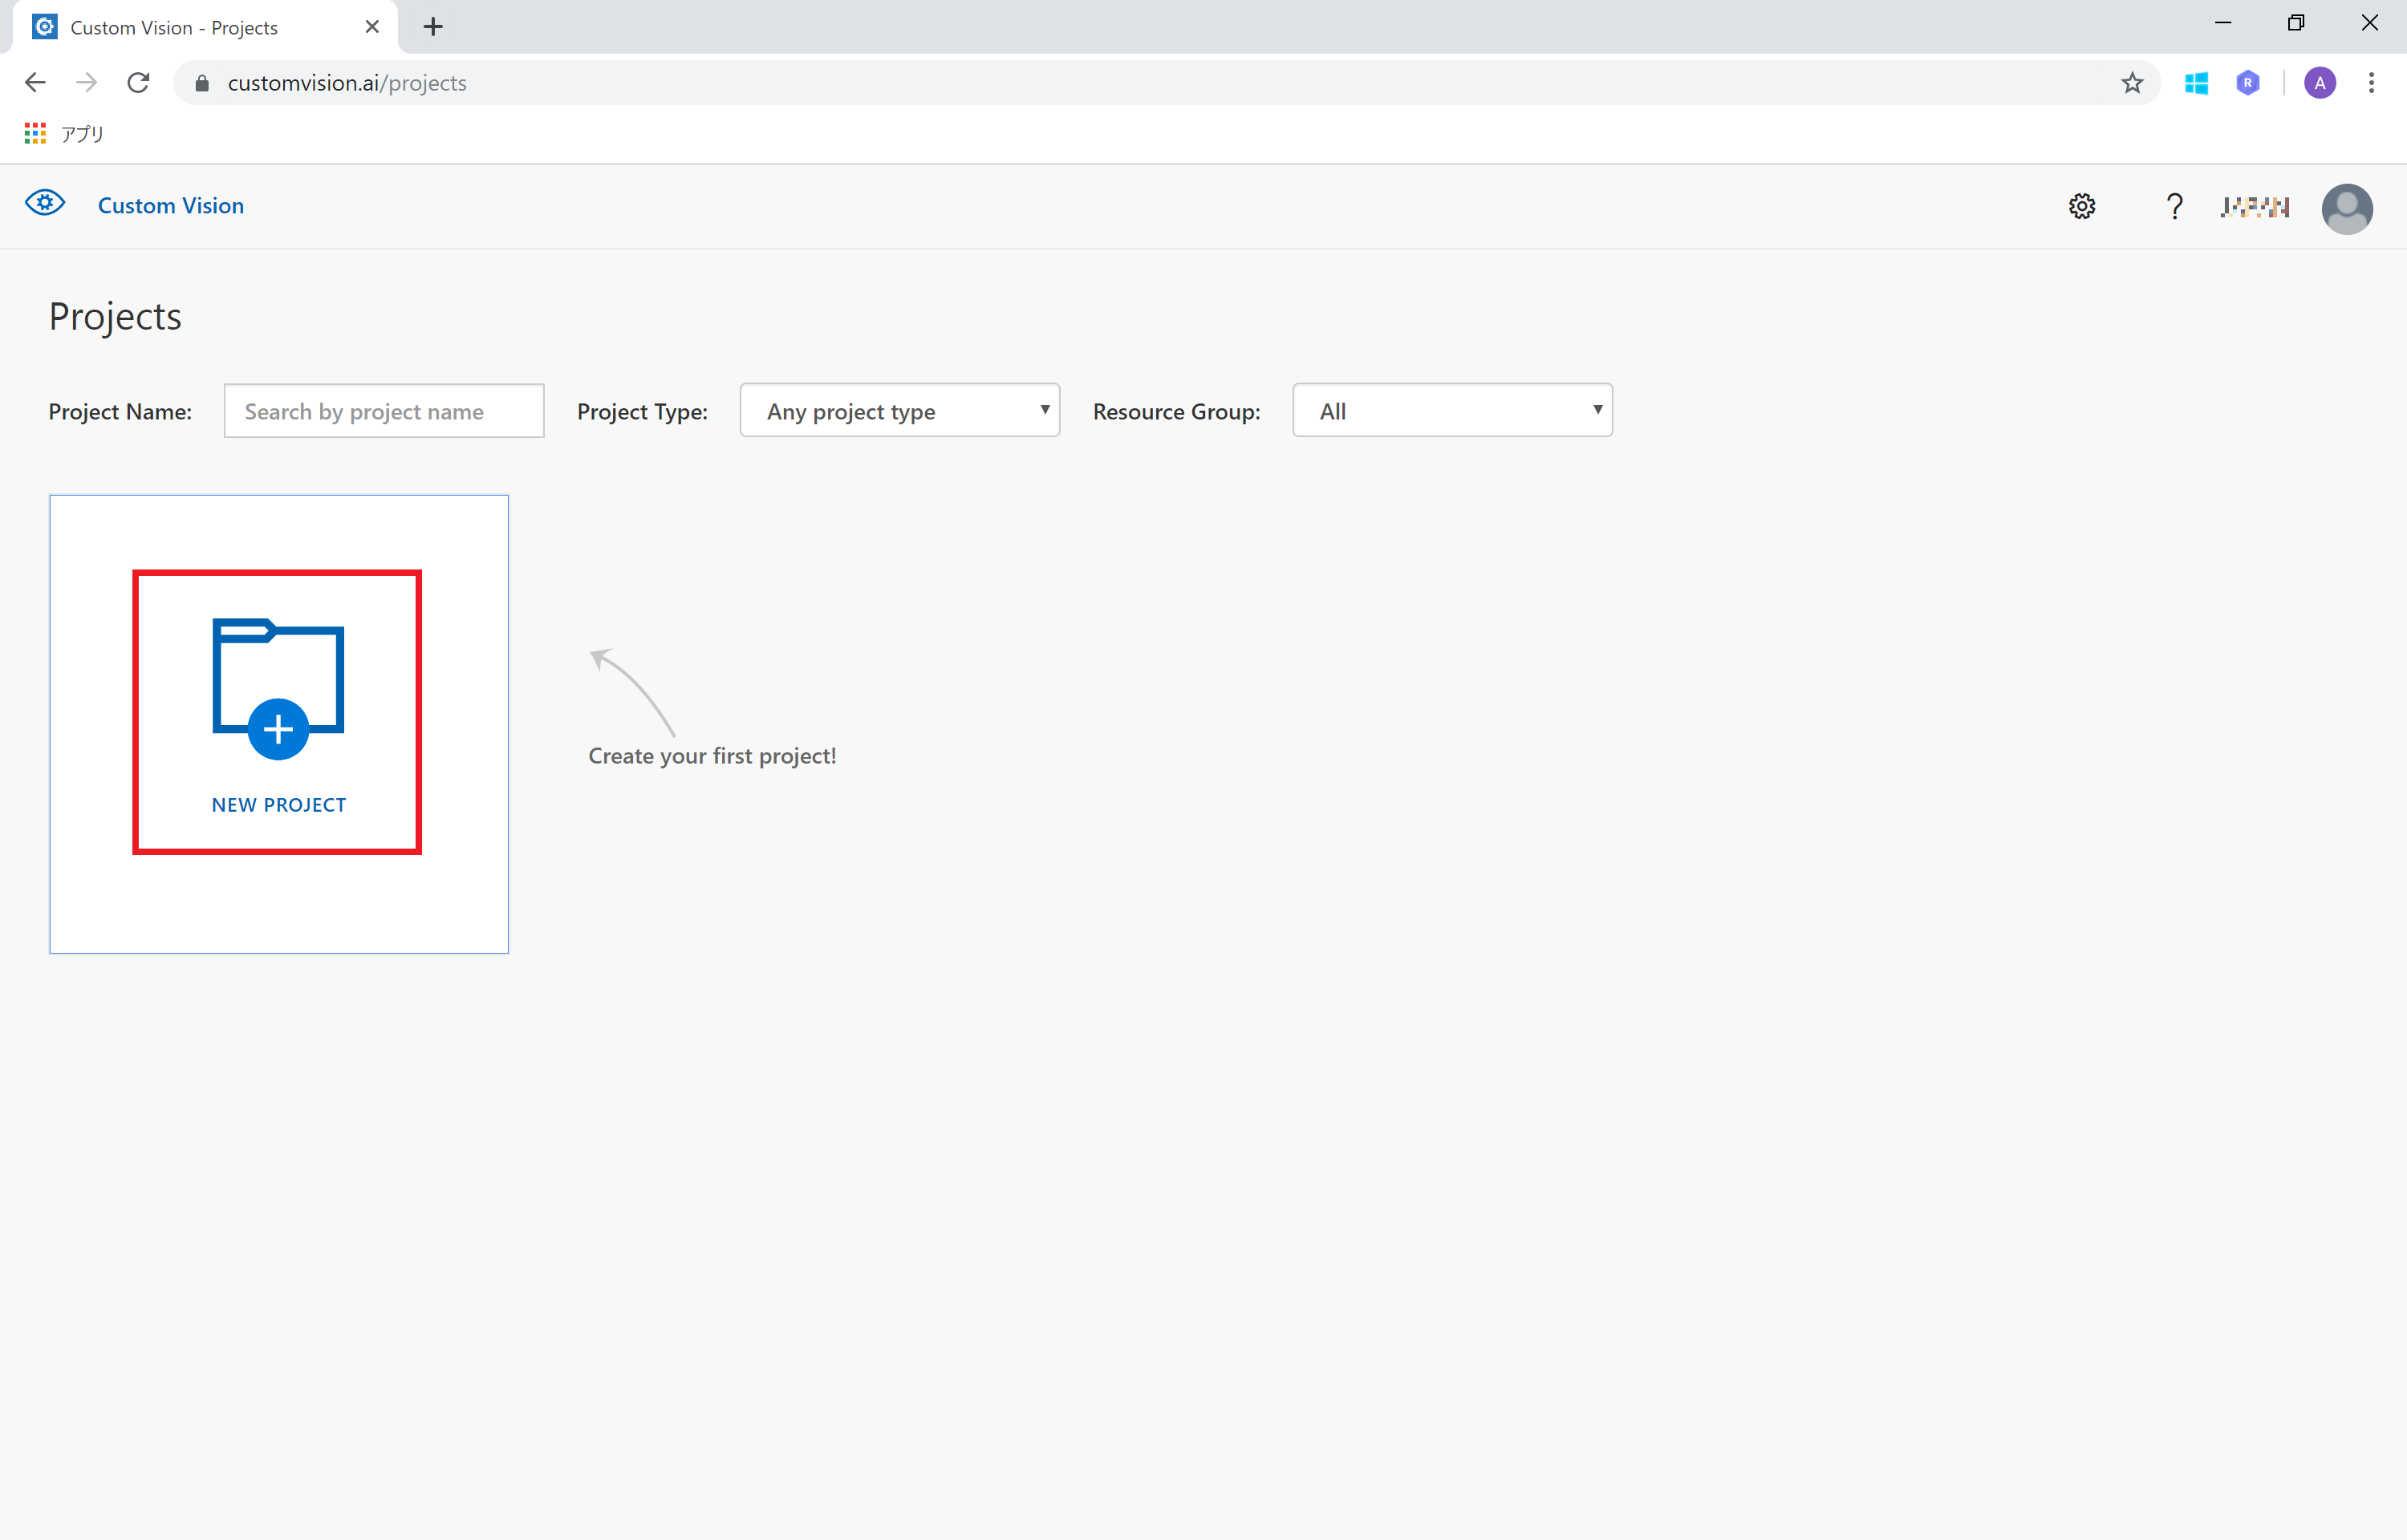 Custom Vision - Projects
customvision.ai/projects
R
A
アプリ
Custom Vision
?
Projects
Project Name: Search by project name Project Type: Any project type Resource Group: All
NEW PROJECT
Create your first project!